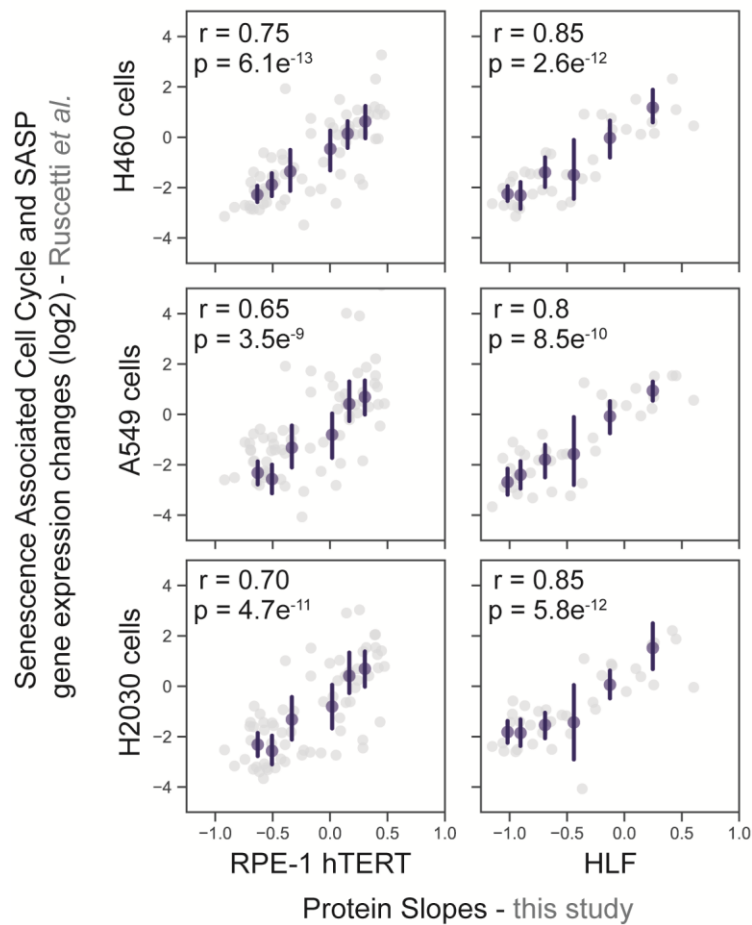 Senescence Associated Cell Cycle and SASP
gene expression changes (log2) - Ruscetti et al.
H460 cells
r = 0.75
p = 6.1e-13
4
2
0
−2
−4
r = 0.85
p = 2.6e-12
A549 cells
r = 0.65
p = 3.5e-9
4
2
0
−2
−4
r = 0.8
p = 8.5e-10
H2030 cells
r = 0.70
p = 4.7e-11
4
2
0
−2
−4
r = 0.85
p = 5.8e-12
−1.0 −0.5 0.0 0.5 1.0
−1.0 −0.5 0.0 0.5 1.0
RPE-1 hTERT
HLF
Protein Slopes - this study